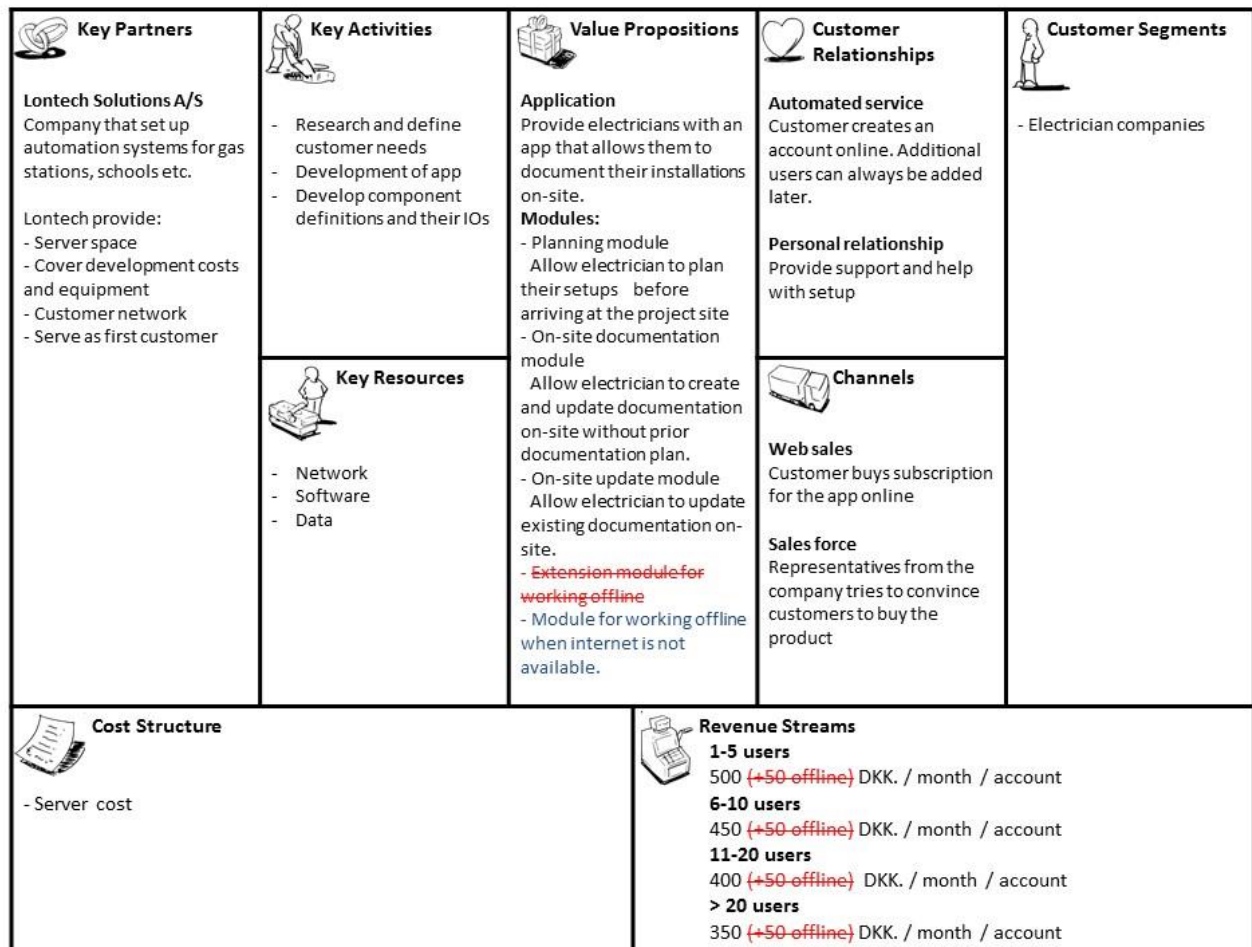 Key Partners
Lontech Solutions A/S
Company that set up
automation systems for gas
stations, schools etc.
Lontech provide:
- Server space
- Cover development costs
and equipment
- Customer network
- Serve as first customer
Key Activities
- Research and define
customer needs
- Development of app
- Develop component
definitions and their IOs
Key Resources
- Network
- Software
- Data
Value Propositions
Application
Provide electricians with an
app that allows them to
document their installations
on-site.
Modules:
- Planning module
Allow electrician to plan
their setups before
arriving at the project site
- On-site documentation
module
Allow electrician to create
and update documentation
on-site without prior
documentation plan.
- On-site update module
Allow electrician to update
existing documentation on-
site.
- Extension module for
working offline
- Module for working offline
when internet is not
available.
Customer
Relationships
Automated service
Customer creates an
account online. Additional
users can always be added
later.
Personal relationship
Provide support and help
with setup
Channels
Web sales
Customer buys subscription
for the app online
Sales force
Representatives from the
company tries to convince
customers to buy the
product
Customer Segments
- Electrician companies
Cost Structure
- Server cost
Revenue Streams
1-5 users
500 (+50 offline) DKK. / month / account
6-10 users
450 (+50 offline) DKK. / month / account
11-20 users
400 (+50 offline) DKK. / month / account
> 20 users
350 (+50 offline) DKK. / month / account